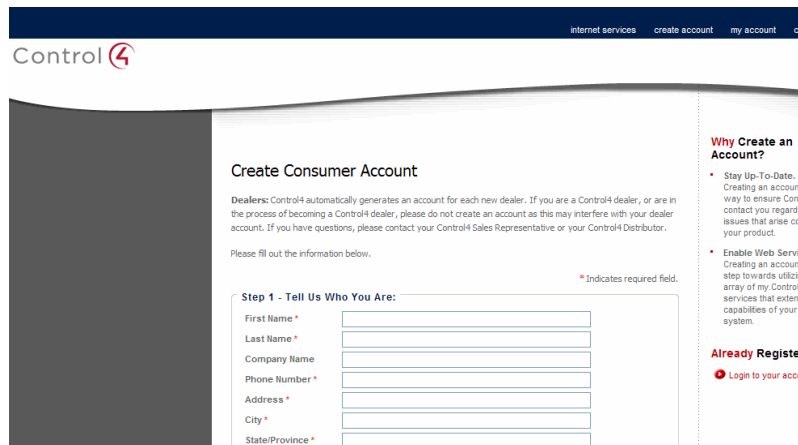 internet services create account my account
Control4
Create Consumer Account
Dealers: Control4 automatically generates an account for each new dealer. If you are a Control4 dealer, or are in
the process of becoming a Control4 dealer, please do not create an account as this may interfere with your dealer
account. If you have questions, please contact your Control4 Sales Representative or your Control4 Distributor.
Please fill out the information below.
* Indicates required field.
Step 1 - Tell Us Who You Are:
First Name *
Last Name *
Company Name
Phone Number *
Address *
City *
State/Province *
Why Create an
Account?
Stay Up-To-Date.
Creating an accoun
way to ensure Con
contact you regard
issues that arise co
your product.
Enable Web Servi
Creating an accoun
step towards utilizi
array of my.Control
services that exten
capabilities of your
system.
Already Registe
Login to your acco